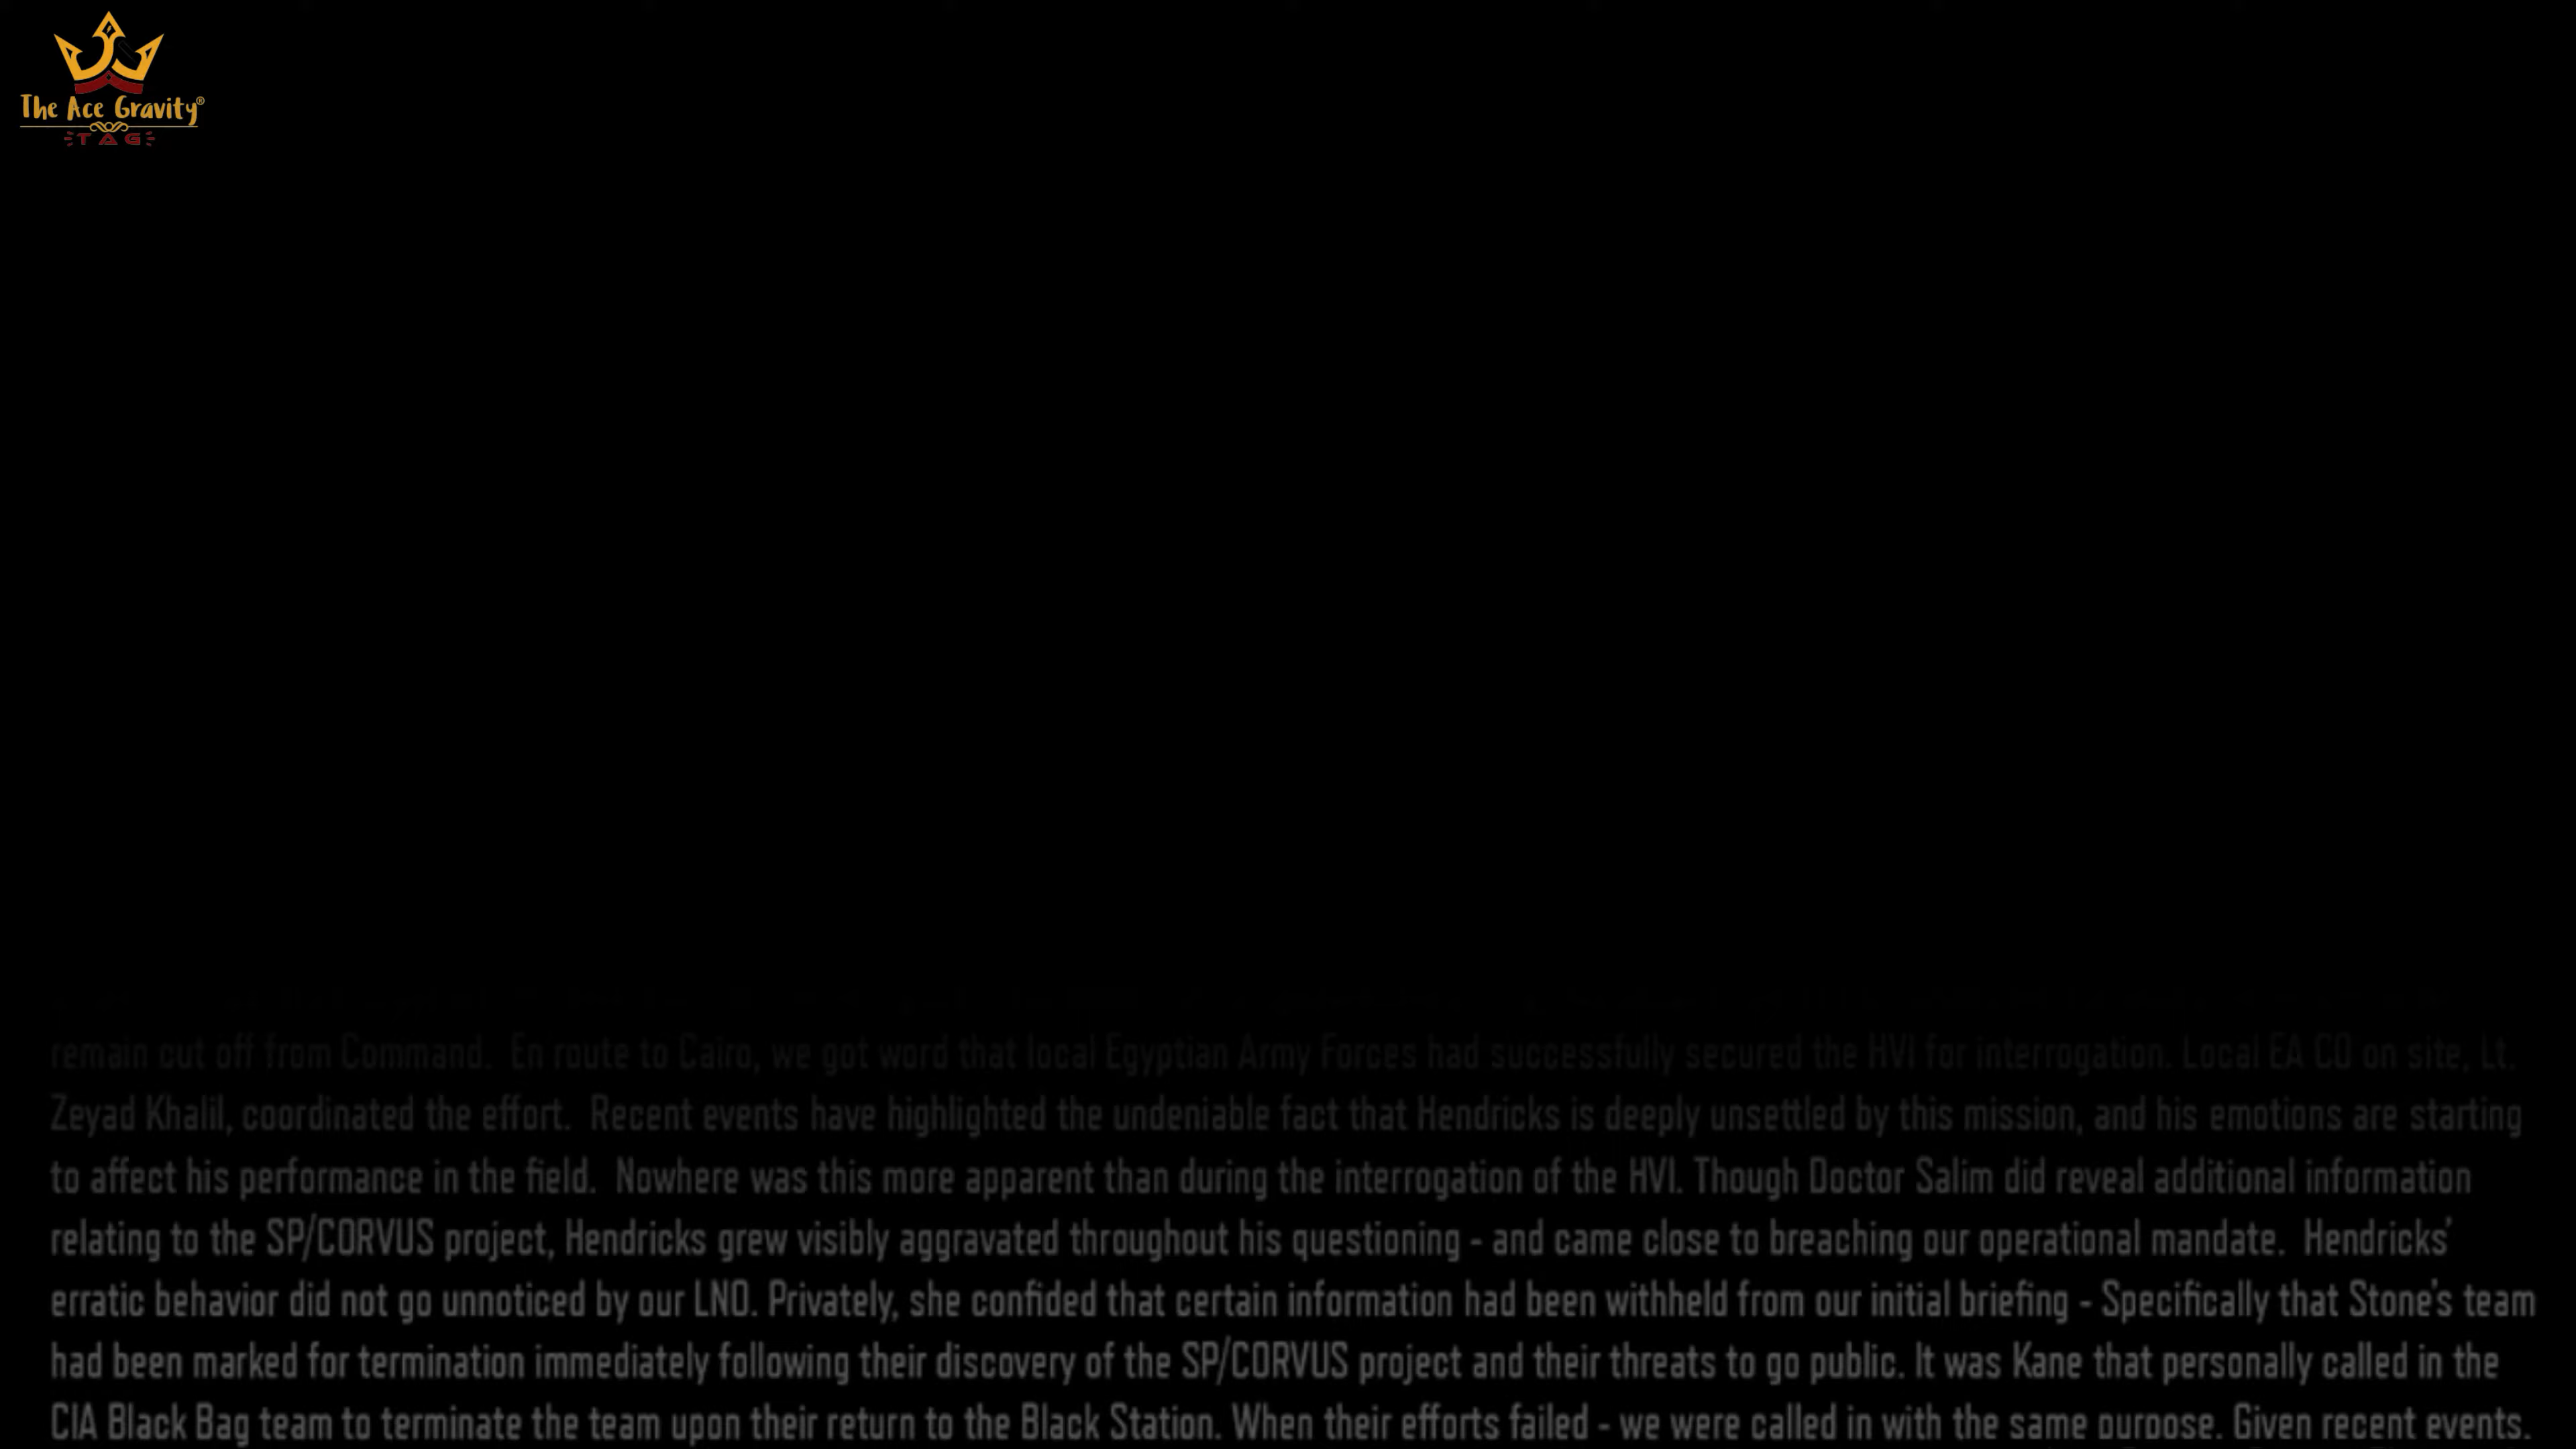 The Ace Gravity®
TAG
remain cut off from Command. En route to Cairo, we got word that local Egyptian Army Forces had successfully secured the HVI for interrogation. Local EA CO on site, Lt.
Zeyad Khalil, coordinated the effort. Recent events have highlighted the undeniable fact that Hendricks is deeply unsettled by this mission, and his emotions are starting
to affect his performance in the field. Nowhere was this more apparent than during the interrogation of the HVI. Though Doctor Salim did reveal additional information
relating to the SP/CORVUS project, Hendricks grew visibly aggravated throughout his questioning - and came close to breaching our operational mandate. Hendricks'
erratic behavior did not go unnoticed by our LNO. Privately, she confided that certain information had been withheld from our initial briefing - Specifically that Stone's team
had been marked for termination immediately following their discovery of the SP/CORVUS project and their threats to go public. It was Kane that personally called in the
CIA Black Bag team to terminate the team upon their return to the Black Station. When their efforts failed - we were called in with the same purpose. Given recent events,